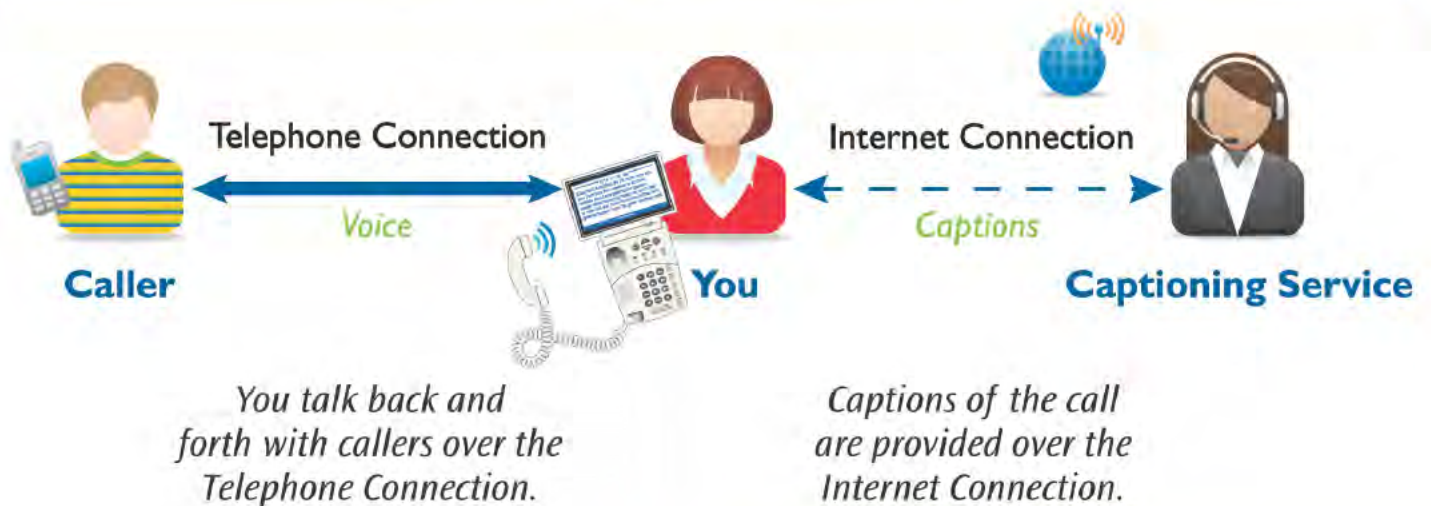 Telephone Connection
Voice
Internet Connection
Captions
Caller
You
Captioning Service
You talk back and
forth with callers over the
Telephone Connection.
Captions of the call
are provided over the
Internet Connection.